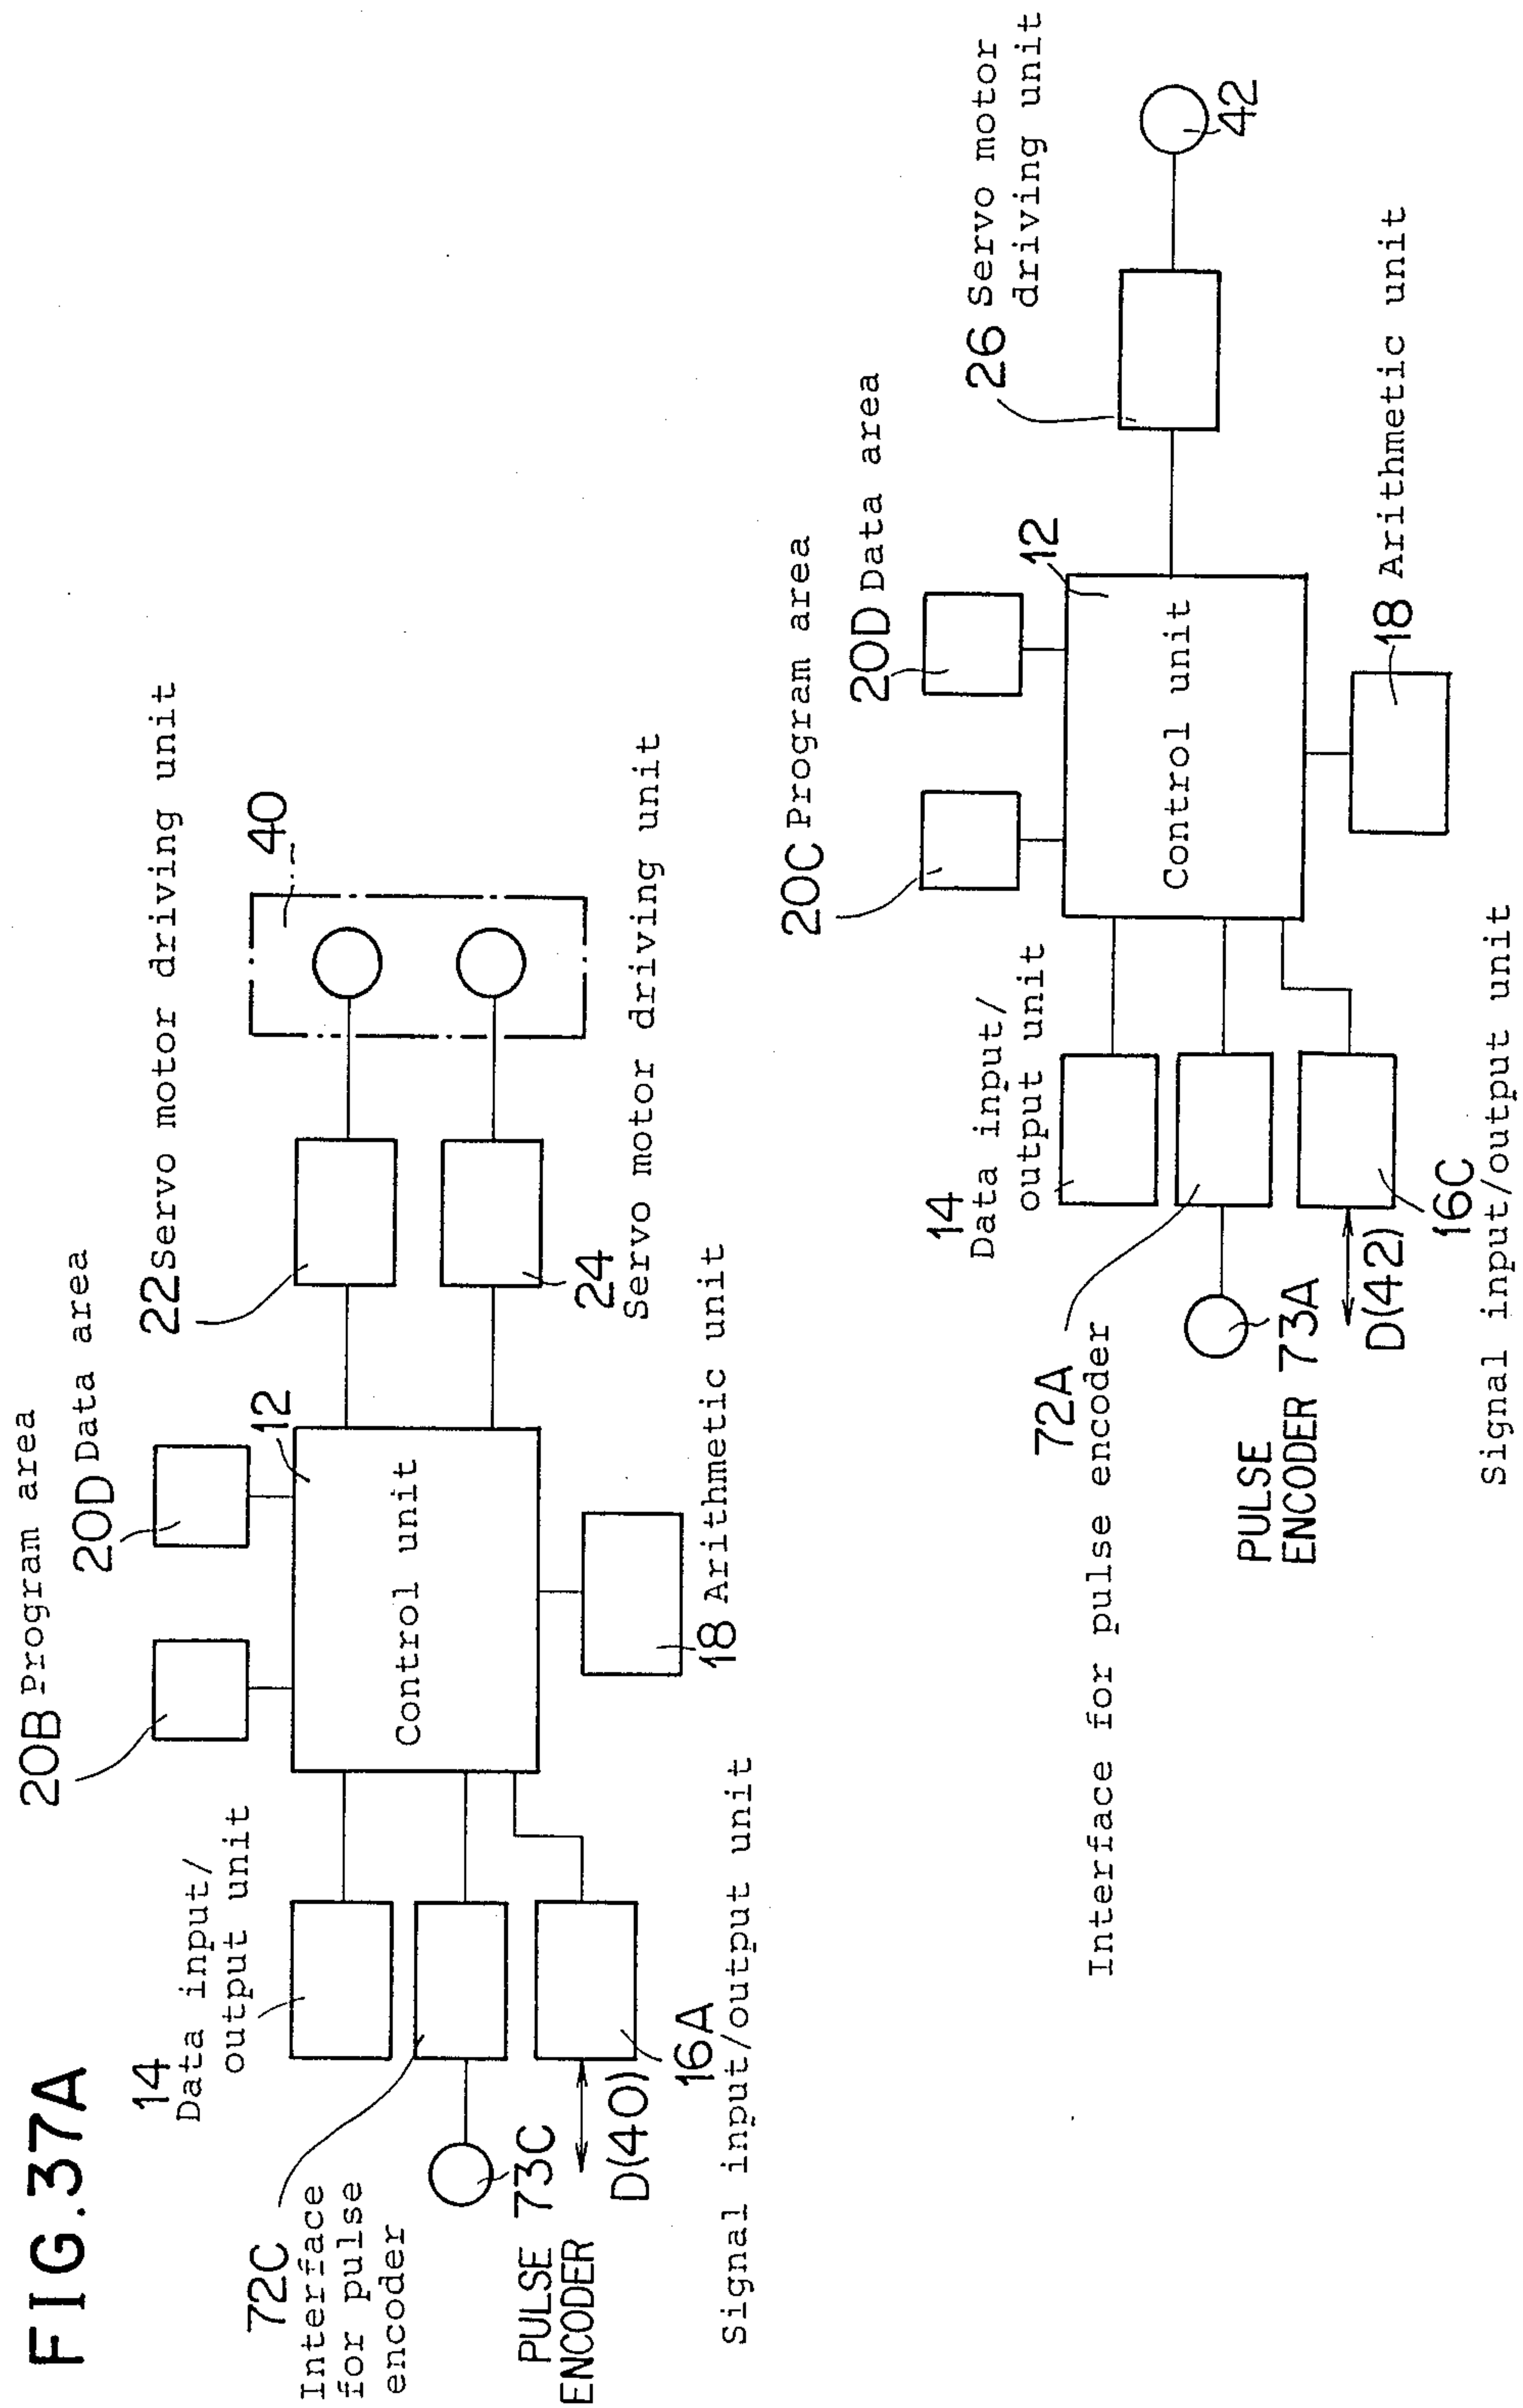 FIG.37A
20B Program area
20D Data area
22 Servo motor driving unit
14
Data input/
output unit
12
40
Control unit
72C
Interface
for pulse
encoder
PULSE
ENCODER
73C
D(40)
16A
Signal input/output unit
18 Arithmetic unit
24
Servo motor driving unit
20C Program area
20D Data area
26 Servo motor
driving unit
14
Data input/
output unit
12
Control unit
42
72A
Interface for pulse encoder
PULSE
ENCODER
73A
D(42)
16C
Signal input/output unit
18 Arithmetic unit